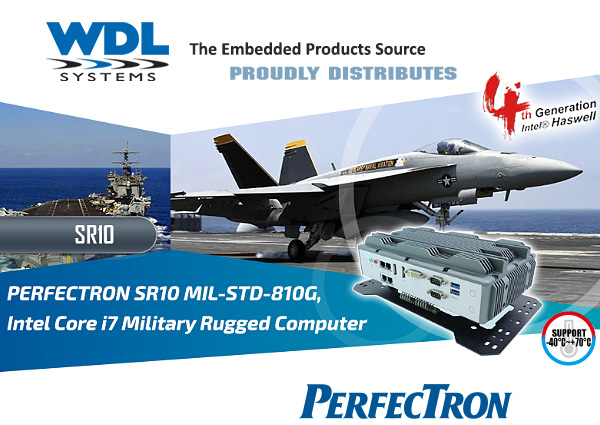 WDL
SYSTEMS
The Embedded Products Source
PROUDLY DISTRIBUTES
4th Generation
Intel® Haswell
SR10
PERFECTRON SR10 MIL-STD-810G,
Intel Core i7 Military Rugged Computer
SUPPORT
-40°C~+70°C
PERFECTRON